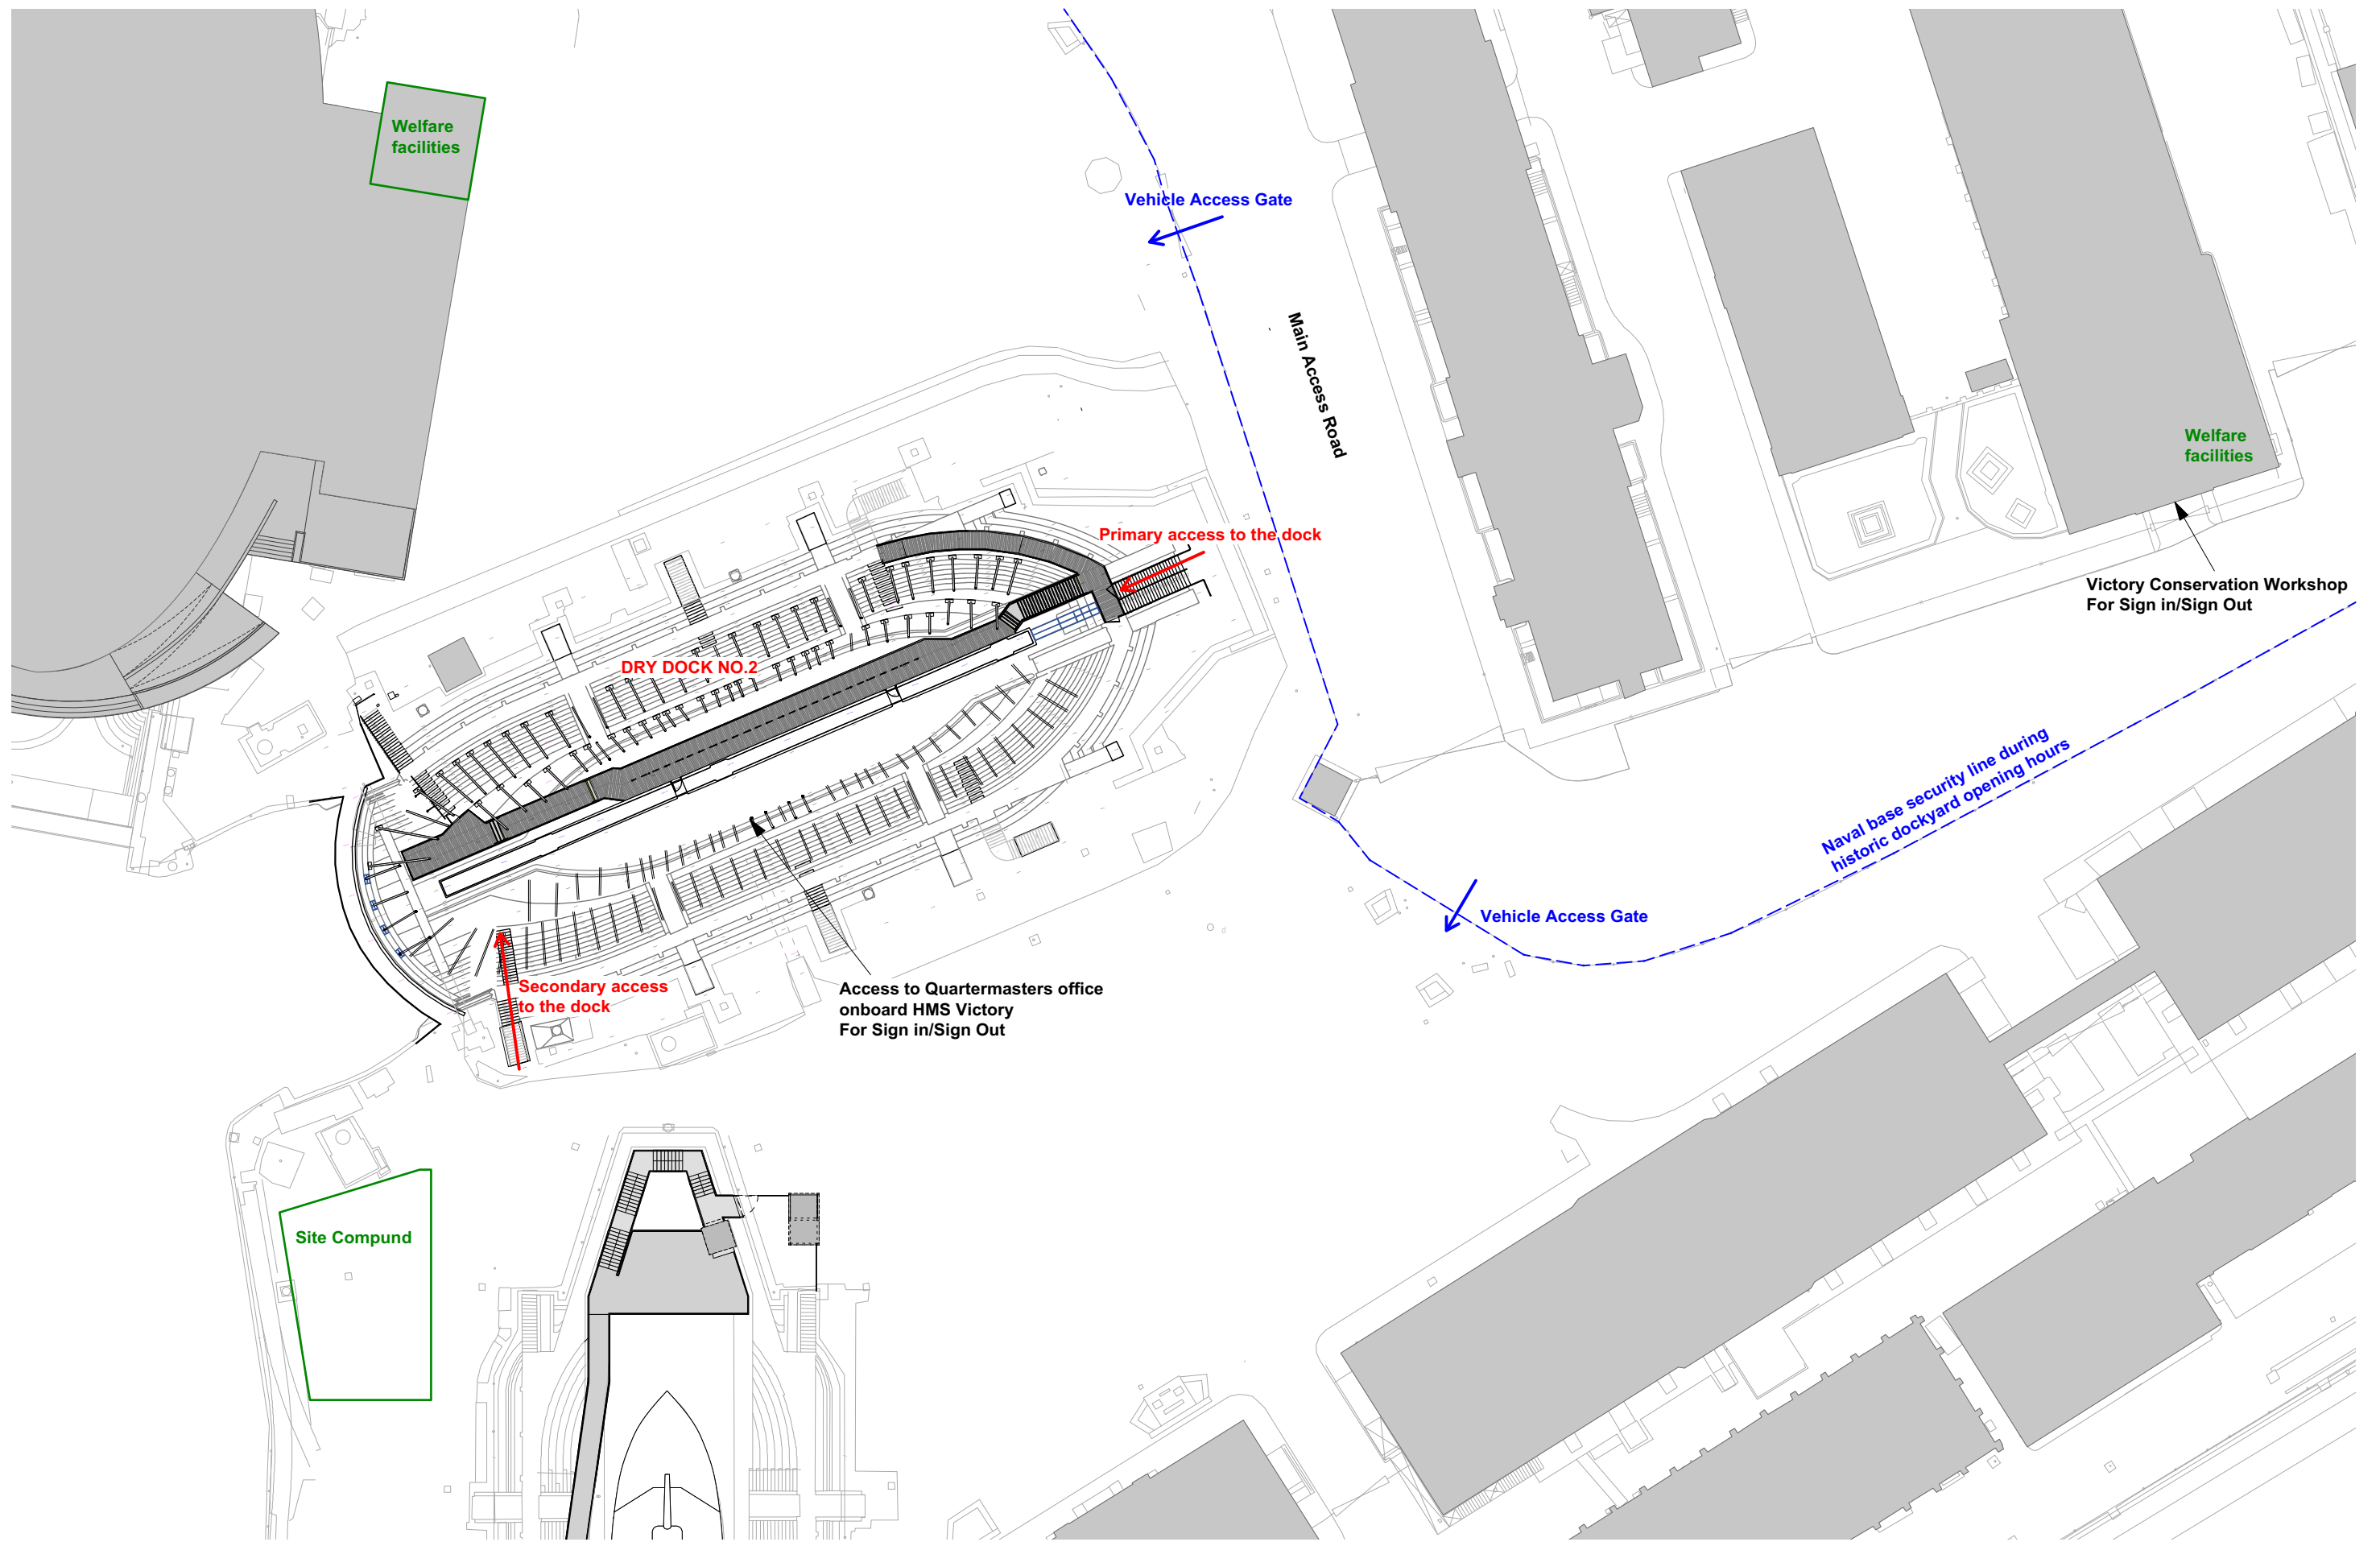 Welfare
facilities
Vehicle Access Gate
Main Access Road
Welfare
facilities
Primary access to the dock
Victory Conservation Workshop
For Sign in/Sign Out
DRY DOCK NO.2
Naval base security line during
historic dockyard opening hours
Vehicle Access Gate
Secondary access
to the dock
Access to Quartermasters office
onboard HMS Victory
For Sign in/Sign Out
Site Compund